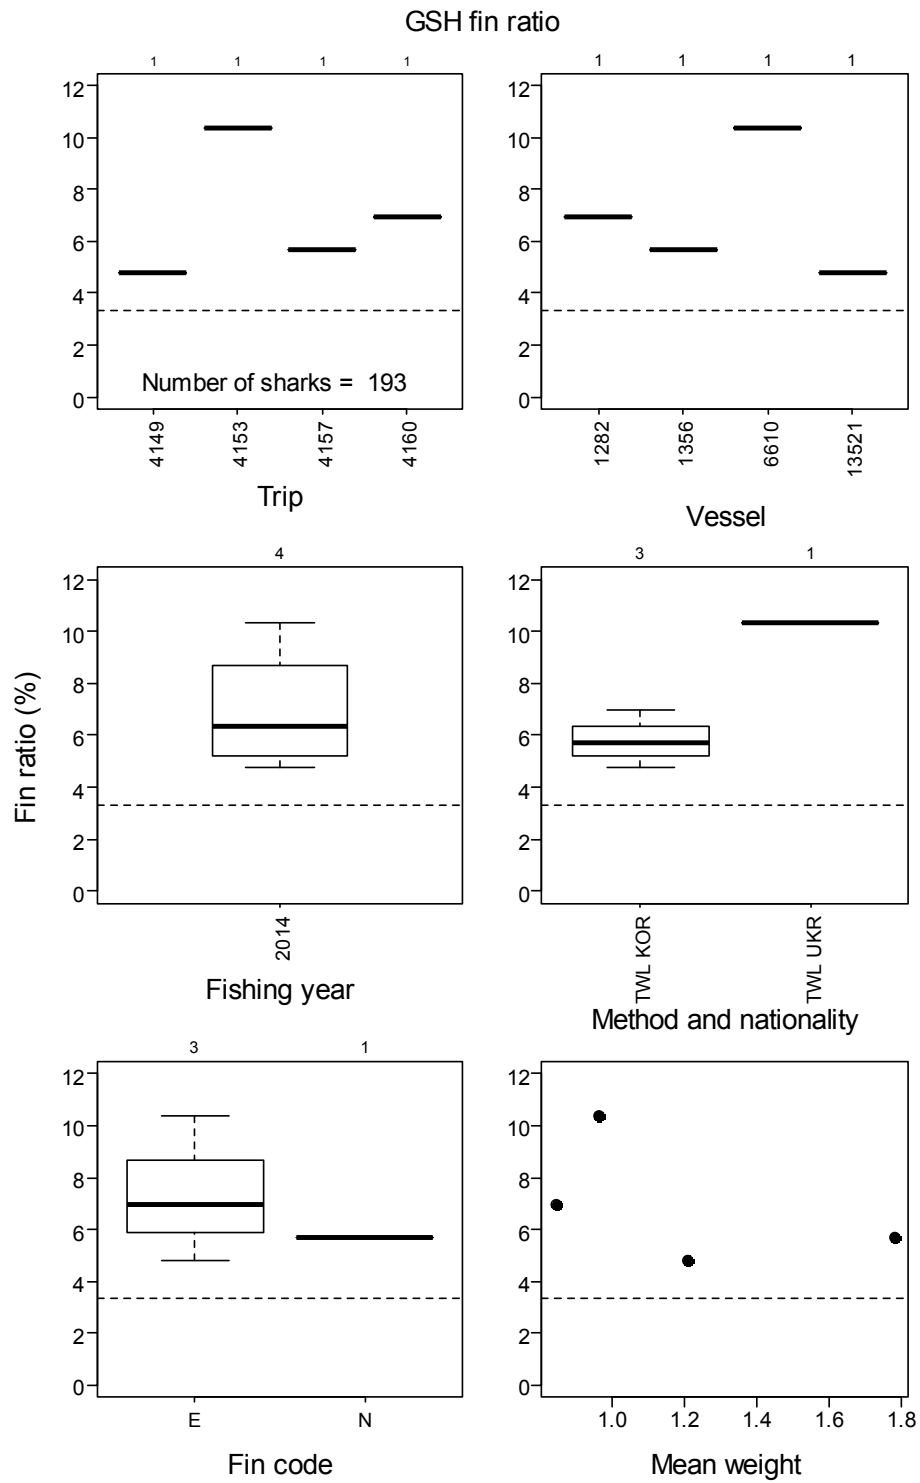 GSH fin ratio
1 1 1 1
12
10
8
6
4
2
0
Number of sharks = 193
4149 4153 4157 4160
Trip
1 1 1 1
12
10
8
6
4
2
0
1282 1356 6610 13521
Vessel
Fin ratio (%)
4
12
10
8
6
4
2
0
2014
Fishing year
3 1
12
10
8
6
4
2
0
TWL KOR TWL UKR
Method and nationality
3 1
12
10
8
6
4
2
0
E N
Fin code
12
10
8
6
4
2
0
1.0 1.2 1.4 1.6 1.8
Mean weight